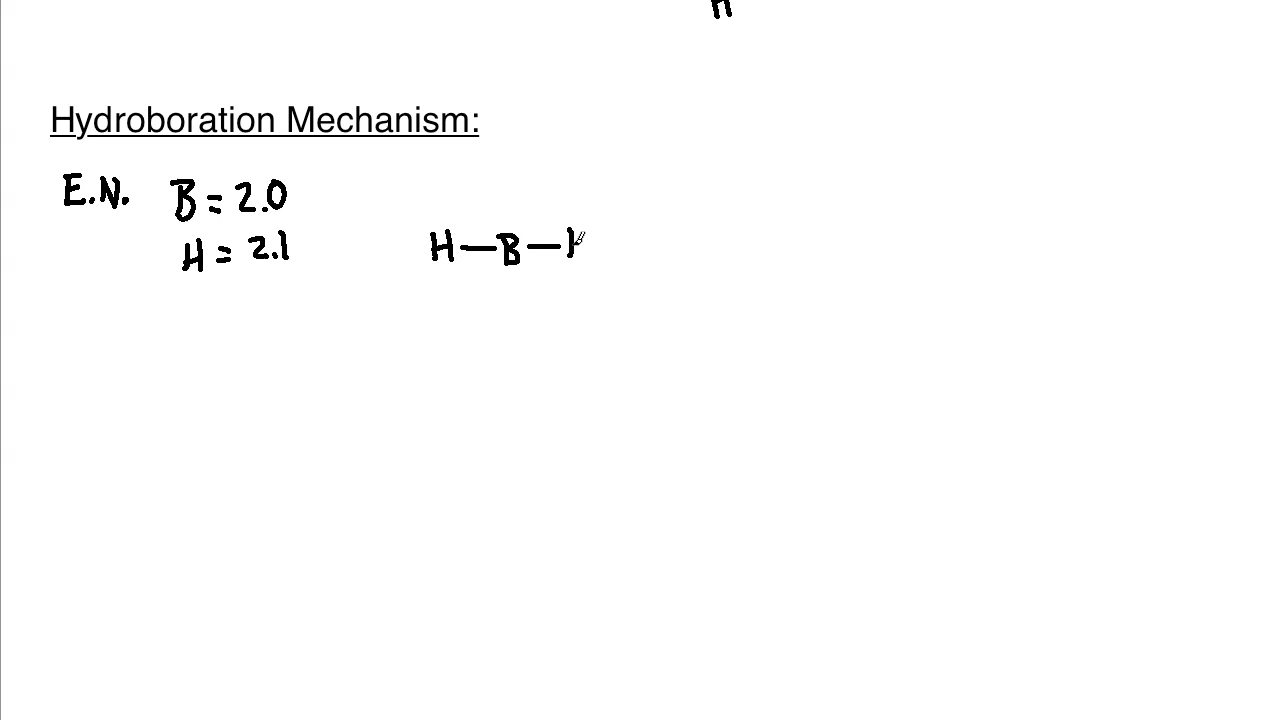 H
Hydroboration Mechanism:
E.N. B = 2.0
H = 2.1 H—B—